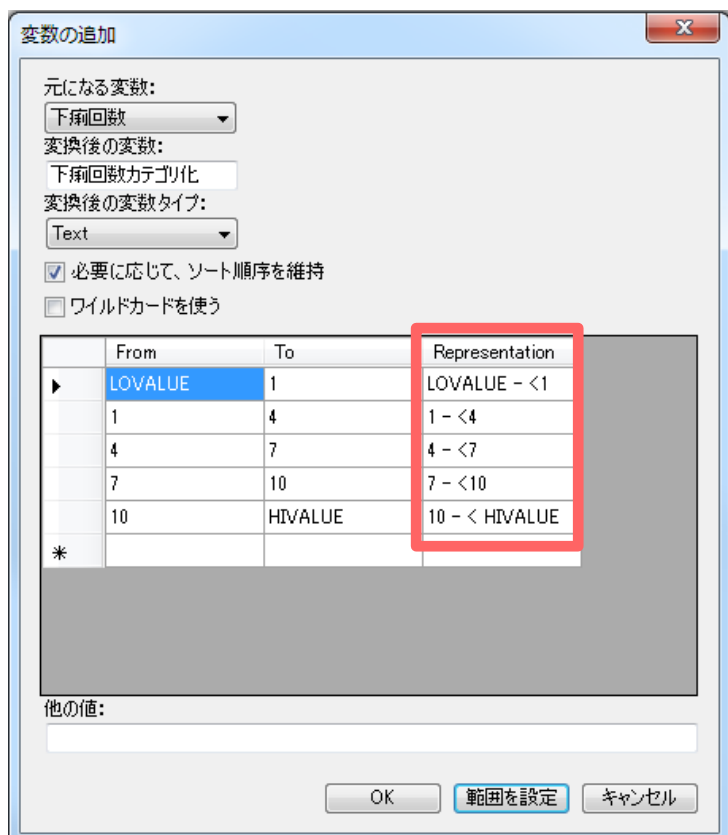 変数の追加
元になる変数:
下痢回数
変換後の変数:
下痢回数カテゴリ化
変換後の変数タイプ:
Text
必要に応じて、ソート順序を維持
ワイルドカードを使う
From To Representation
LOVALUE 1 LOVALUE - <1
1 4 1 - <4
4 7 4 - <7
7 10 7 - <10
10 HIVALUE 10 - < HIVALUE
他の値:
OK 範囲を設定 キャンセル